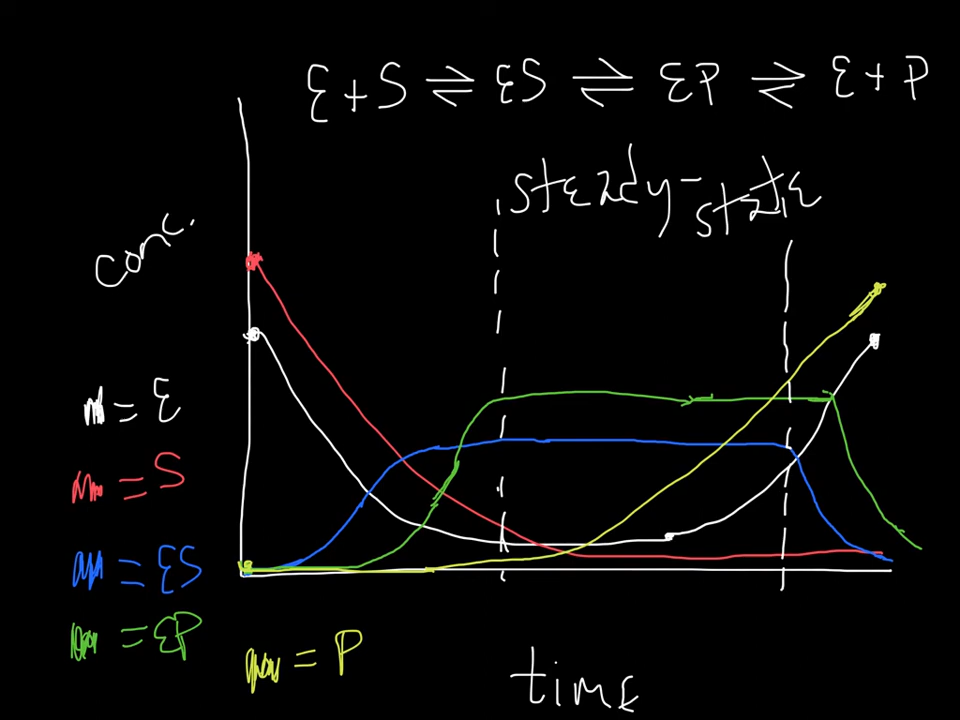 E + S ⇌ ES ⇌ EP ⇌ E + P
steady-state
conc.
= E
= S
= ES
= EP
= P
time